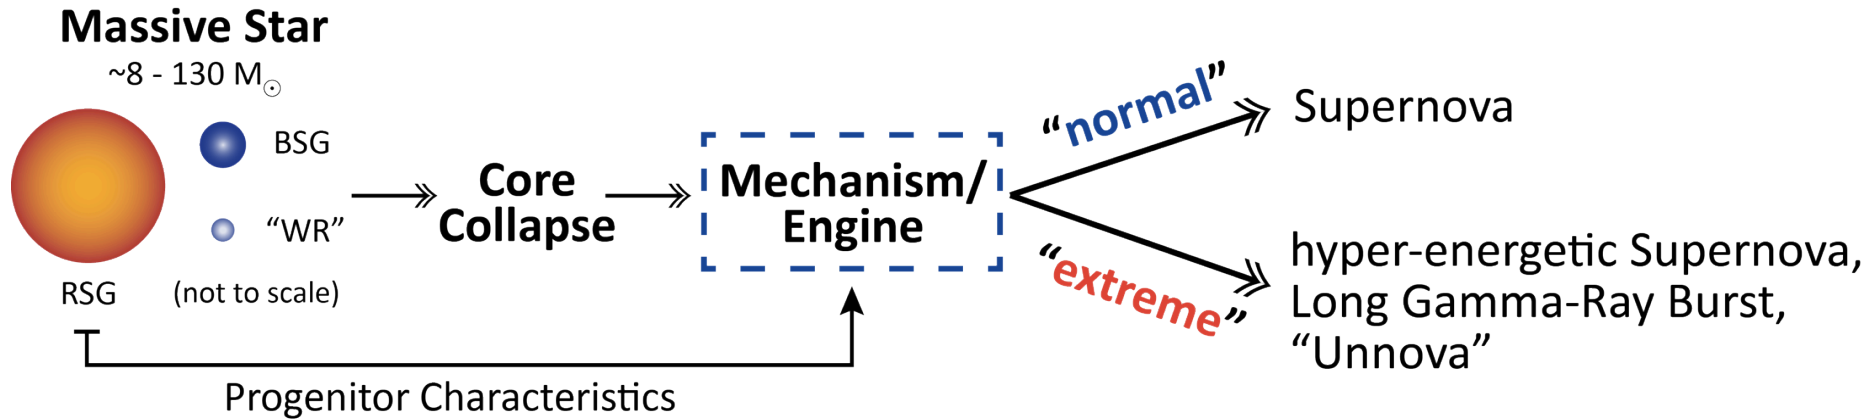 Massive Star
~8 - 130 M☉
BSG
“WR”
RSG
(not to scale)
Core
Collapse
Mechanism/
Engine
“normal”
Supernova
“extreme”
hyper-energetic Supernova,
Long Gamma-Ray Burst,
“Unnova”
Progenitor Characteristics